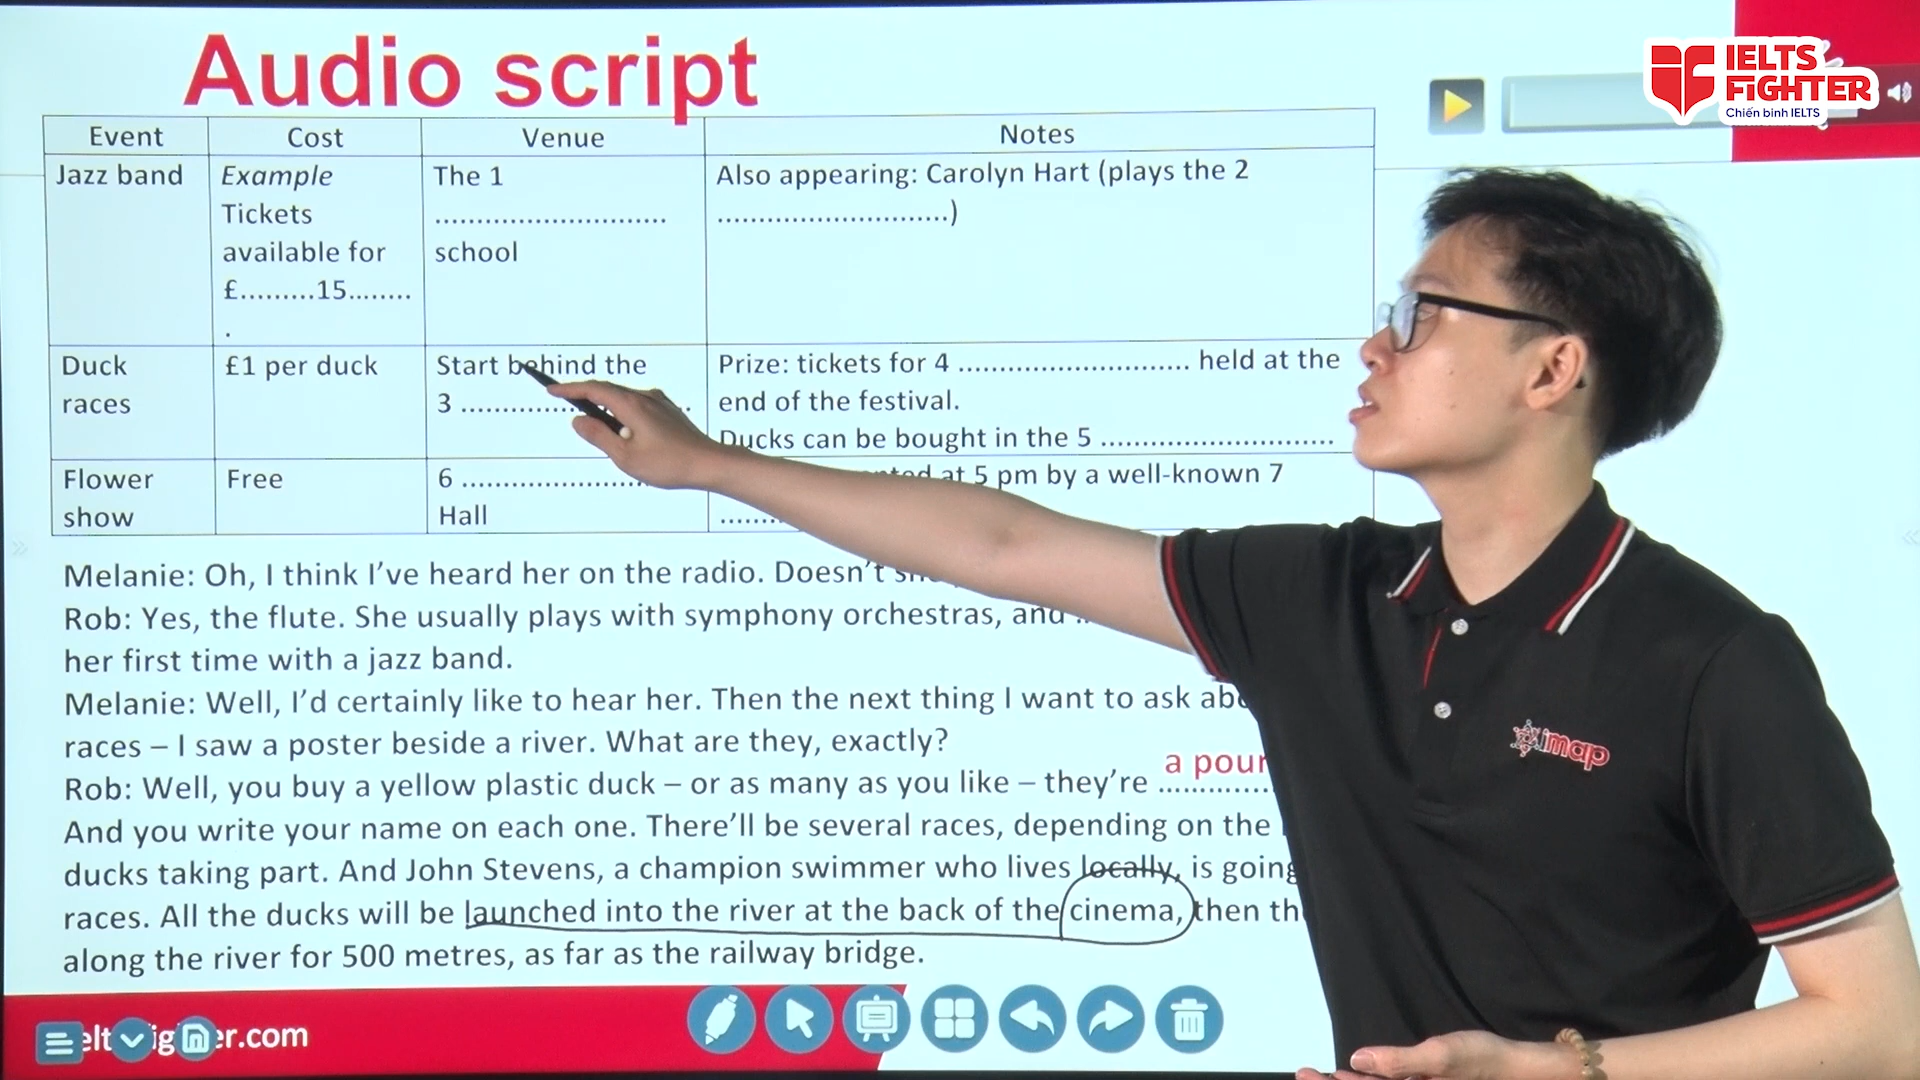 Audio script
IELTS
FiGHTER
Chiến binh IELTS
Event Cost Venue Notes
Jazz band Example The 1 Also appearing: Carolyn Hart (plays the 2
Tickets ............................ ............................)
available for school
£.........15........
.
Duck £1 per duck Start behind the Prize: tickets for 4 ............................ held at the
races 3 .............. end of the festival.
Ducks can be bought in the 5 ............................
Flower Free 6 ...................... at 5 pm by a well-known 7
show Hall .......
Melanie: Oh, I think I've heard her on the radio. Doesn't
Rob: Yes, the flute. She usually plays with symphony orchestras, and
her first time with a jazz band.
Melanie: Well, I'd certainly like to hear her. Then the next thing I want to ask
races – I saw a poster beside a river. What are they, exactly?
a
Rob: Well, you buy a yellow plastic duck – or as many as you like – they're ..............
And you write your name on each one. There'll be several races, depending on the
ducks taking part. And John Stevens, a champion swimmer who lives locally, is going
races. All the ducks will be launched into the river at the back of the cinema, then
along the river for 500 metres, as far as the railway bridge.
imap
er.com